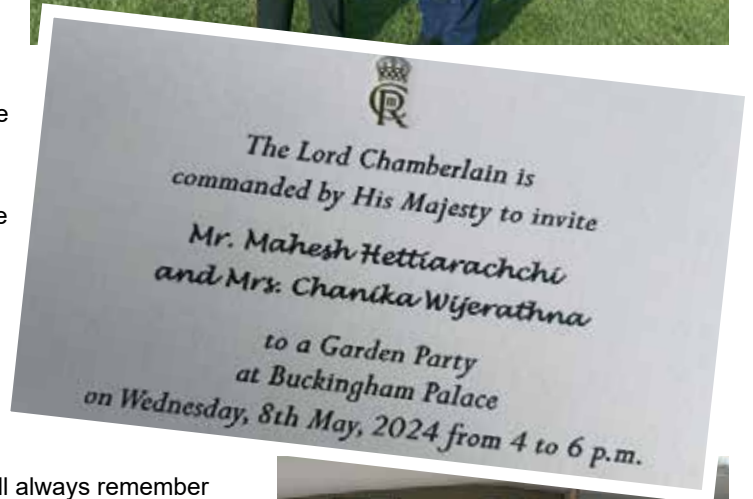 The Lord Chamberlain is
commanded by His Majesty to invite
Mr. Mahesh Hettiarachchi
and Mrs. Chanika Wijerathna
to a Garden Party
at Buckingham Palace
on Wednesday, 8th May, 2024 from 4 to 6 p.m.
always remember